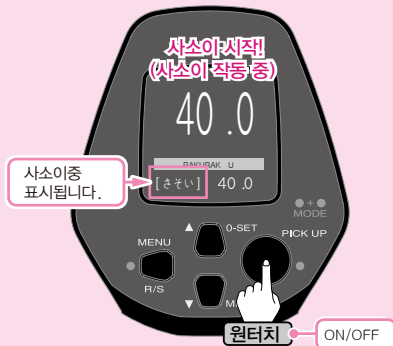 사소이 시작!
(사소이 작동 중)
40.0
RAKURAK U
사소이중
표시됩니다.
[さそい] 40.0
●+●
MODE
▲ 0-SET
PICK UP
MENU
R/S
▼
원터치
ON/OFF